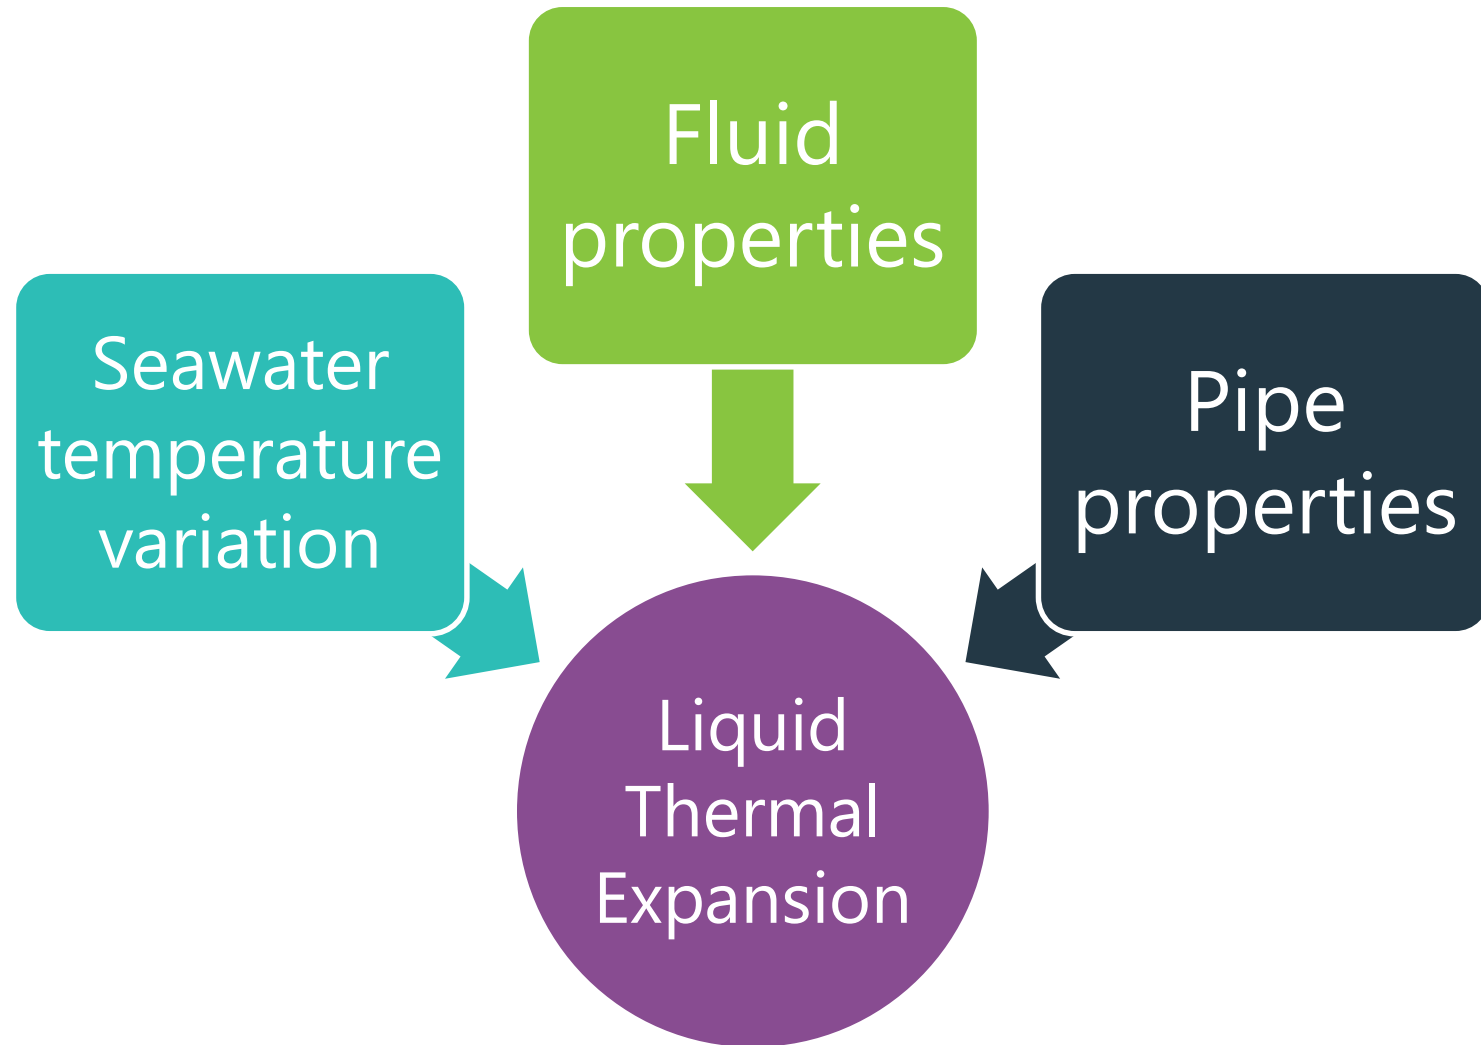 Fluid
properties
Seawater
temperature
variation
Pipe
properties
Liquid
Thermal
Expansion